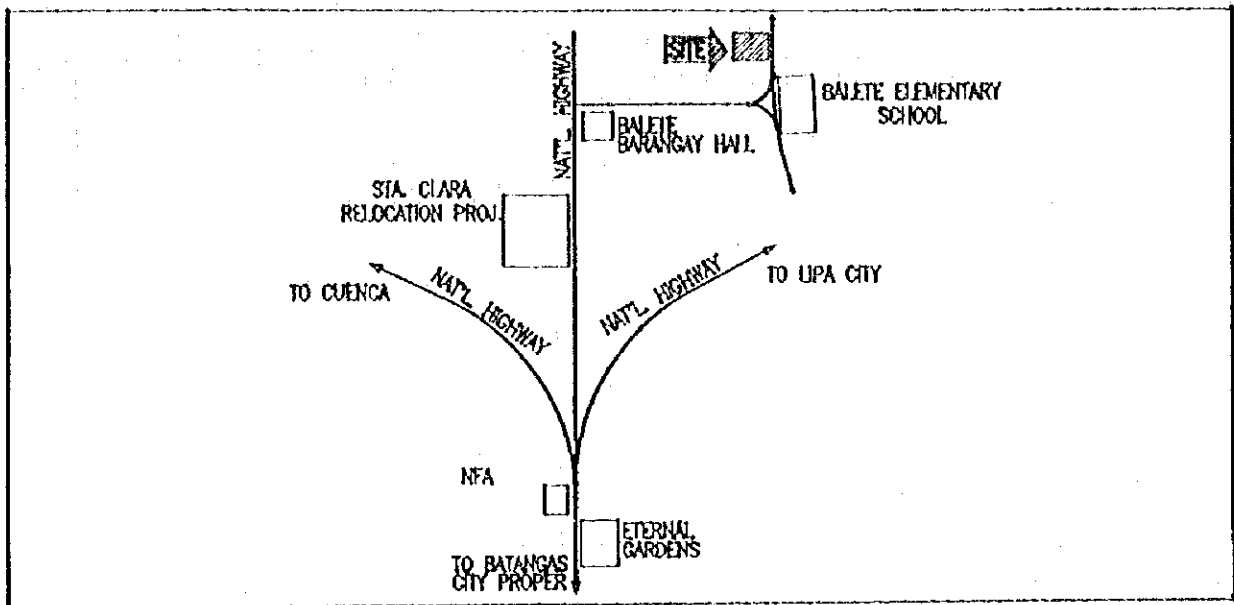 SITE
NAT'L HIGHWAY
BALETE ELEMENTARY
SCHOOL
BALETE
BARANGAY HALL
STA. CLARA
RELOCATION PROJ.
TO CUENCA
NAT'L HIGHWAY
NAT'L HIGHWAY
TO LIPA CITY
NFA
ETERNAL
GARDENS
TO BATANGAS
CITY PROPER